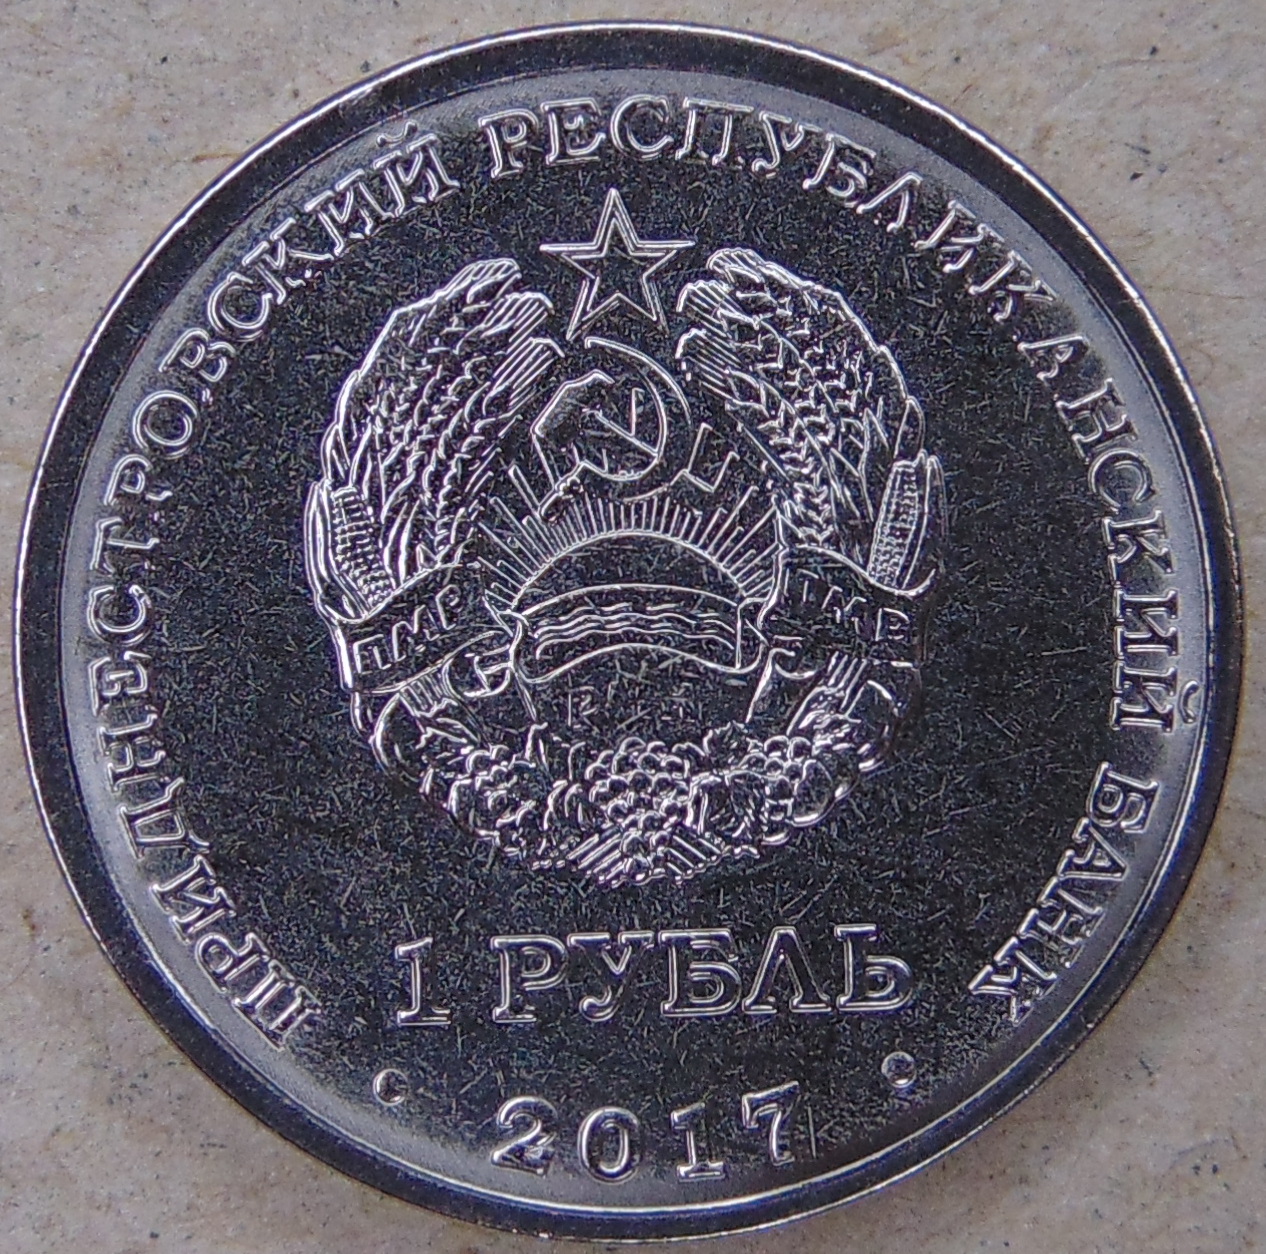 ПРИДНЕСТРОВСКИЙ РЕСПУБЛИКАНСКИЙ БАНК
ПМР
ПМР
1 РУБЛЬ
2017